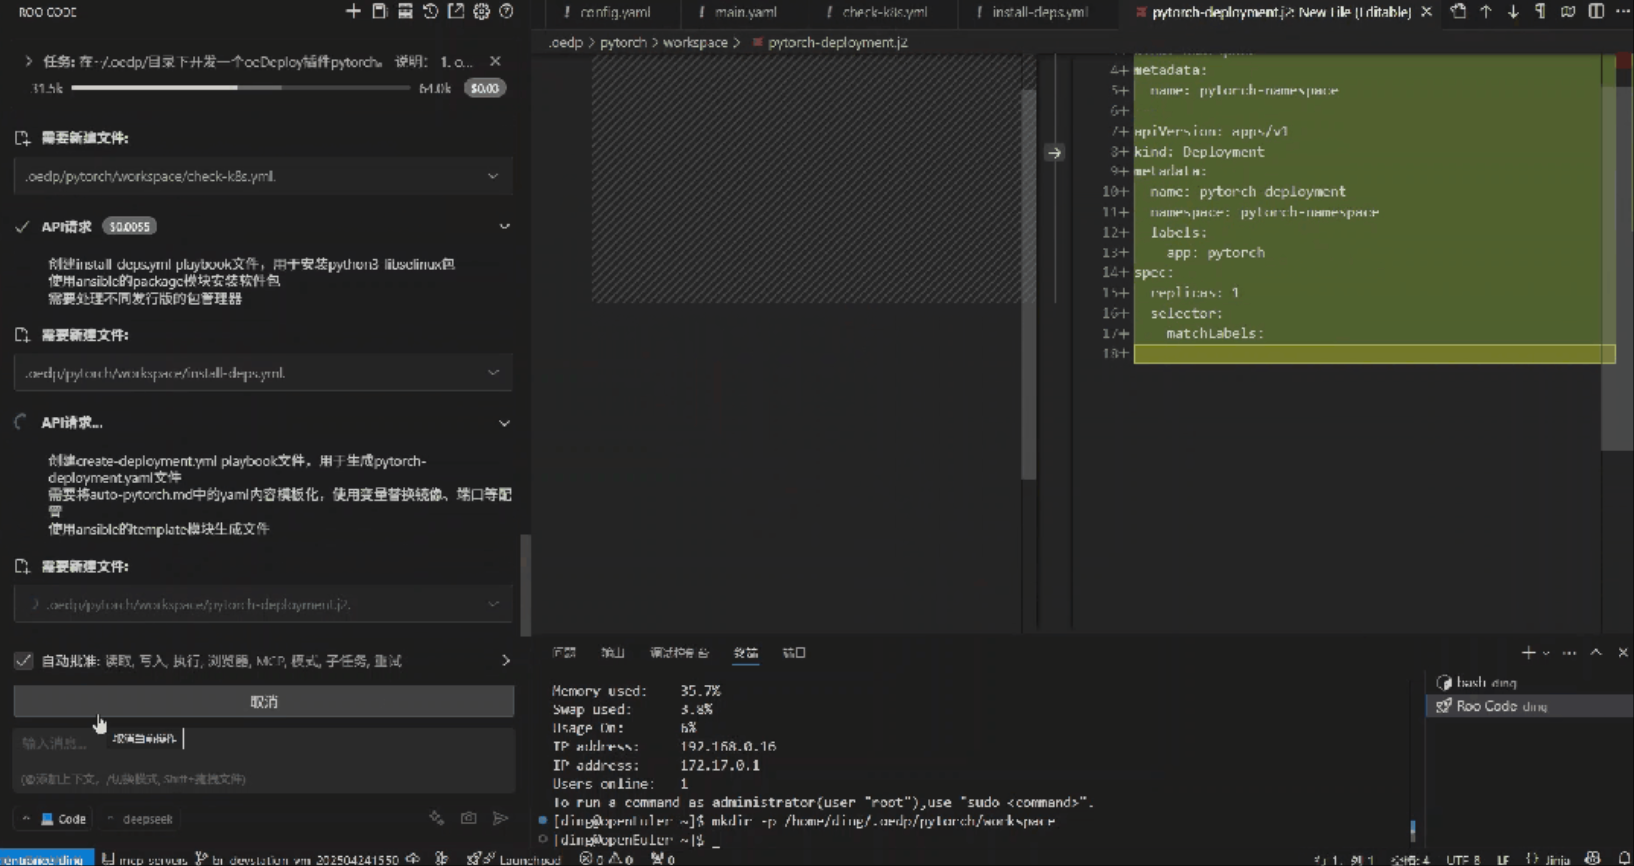 ROO CODE
任务: 在~/.oedp/目录下开发一个oeDeploy插件pytorch。 说明: 1. o...
31.5k
64.0k
$0.03
需要新建文件:
.oedp/pytorch/workspace/check-k8s.yml.
API请求
$0.0055
创建install-deps.yml playbook文件，用于安装python3-libselinux包
使用ansible的package模块安装软件包
需要处理不同发行版的包管理器
需要新建文件:
.oedp/pytorch/workspace/install-deps.yml.
API请求...
创建create-deployment.yml playbook文件，用于生成pytorch-
deployment.yaml文件
需要将auto-pytorch.md中的yaml内容模板化，使用变量替换镜像、端口等配
置
使用ansible的template模块生成文件
需要新建文件:
.oedp/pytorch/workspace/pytorch-deployment.j2.
自动批准: 读取, 写入, 执行, 浏览器, MCP, 模式, 子任务, 重试
取消
输入消息...
取消当前操作
(@添加上下文, /切换模式, Shift+拖拽文件)
Code
deepseek
! config.yaml
! main.yaml
! check-k8s.yml
! install-deps.yml
pytorch-deployment.j2: New File (Editable)
.oedp > pytorch > workspace > pytorch-deployment.j2
4+ metadata:
5+ name: pytorch-namespace
6+
7+ apiVersion: apps/v1
8+ kind: Deployment
9+ metadata:
10+ name: pytorch-deployment
11+ namespace: pytorch-namespace
12+ labels:
13+ app: pytorch
14+ spec:
15+ replicas: 1
16+ selector:
17+ matchLabels:
18+
问题 输出 调试控制台 终端 端口
Memory used: 35.7%
Swap used: 3.8%
Usage On: 6%
IP address: 192.168.0.16
IP address: 172.17.0.1
Users online: 1
To run a command as administrator(user "root"),use "sudo <command>".
[ding@openEuler ~]$ mkdir -p /home/ding/.oedp/pytorch/workspace
[ding@openEuler ~]$
bash ding
Roo Code ding
mcp-servers
br_devstation_vm_202504241550
Launchpad
0 0
0
行 1, 列 1
空格: 4
UTF-8
LF
Jinja